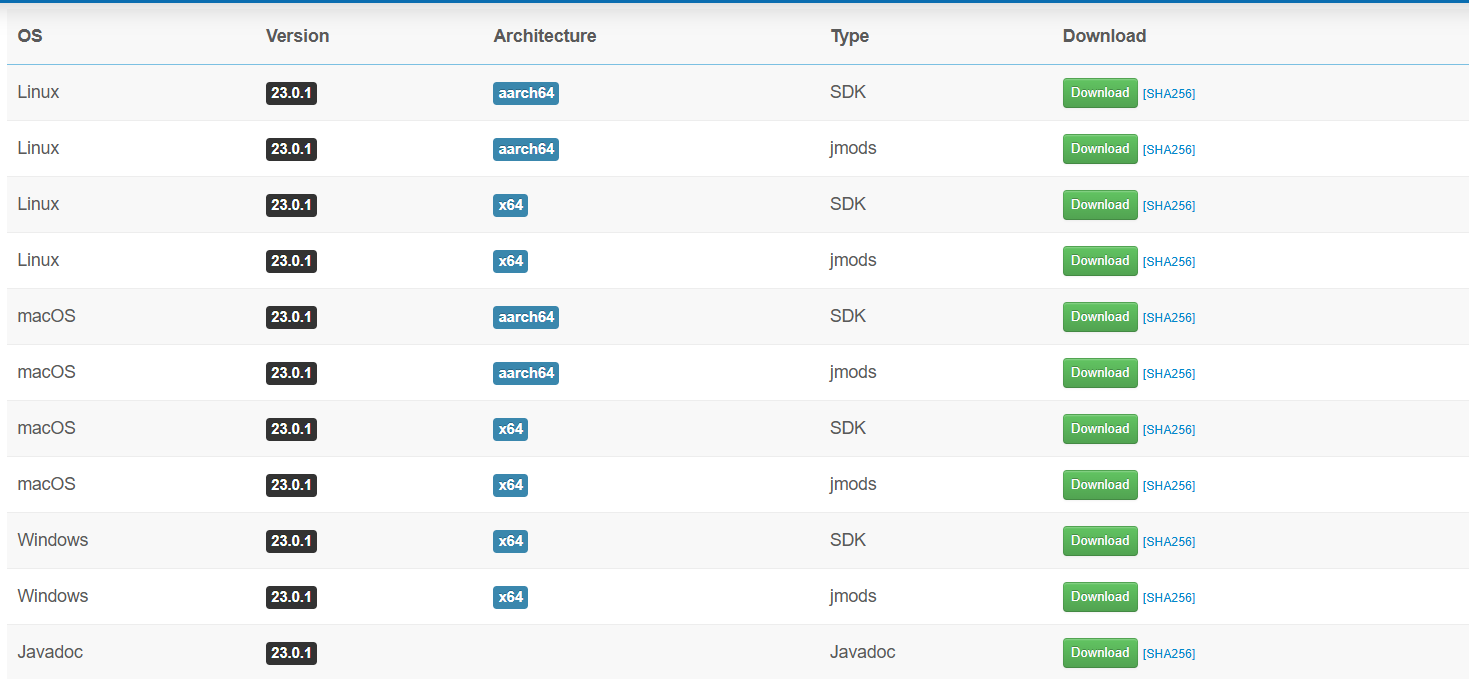 OS Version Architecture Type Download
Linux 23.0.1 aarch64 SDK Download [SHA256]
Linux 23.0.1 aarch64 jmods Download [SHA256]
Linux 23.0.1 x64 SDK Download [SHA256]
Linux 23.0.1 x64 jmods Download [SHA256]
macOS 23.0.1 aarch64 SDK Download [SHA256]
macOS 23.0.1 aarch64 jmods Download [SHA256]
macOS 23.0.1 x64 SDK Download [SHA256]
macOS 23.0.1 x64 jmods Download [SHA256]
Windows 23.0.1 x64 SDK Download [SHA256]
Windows 23.0.1 x64 jmods Download [SHA256]
Javadoc 23.0.1 Javadoc Download [SHA256]